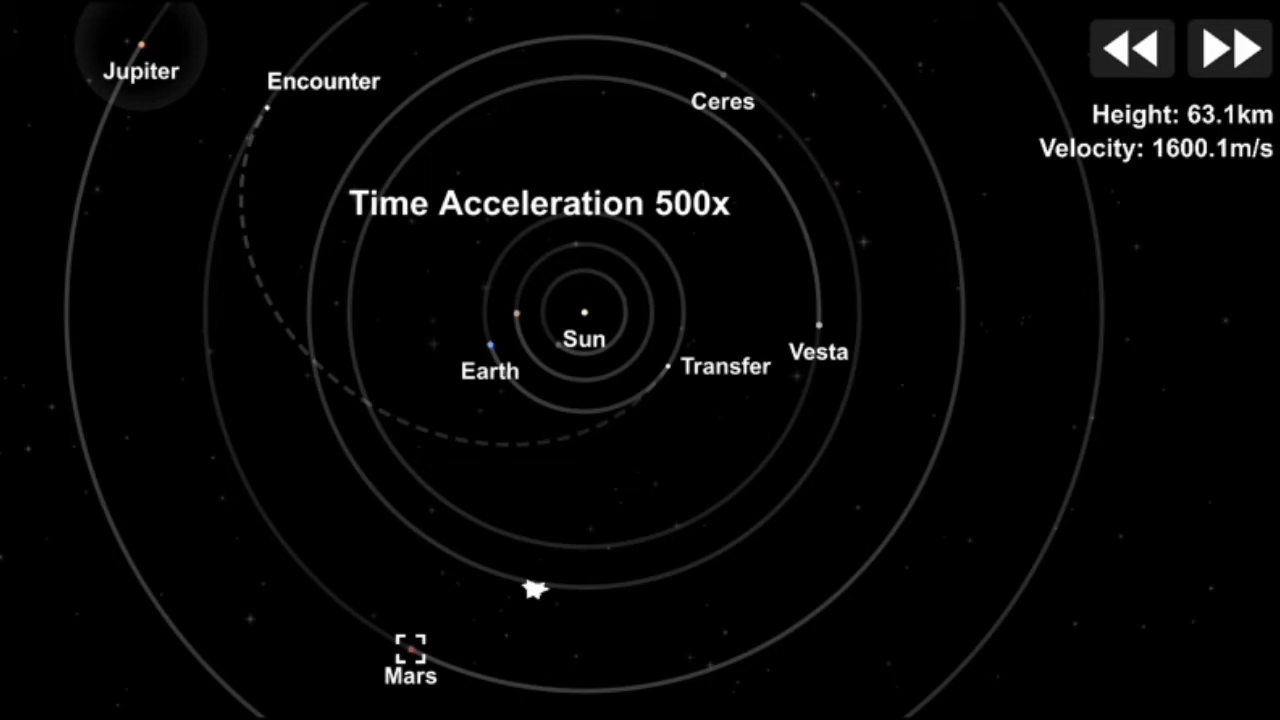 Jupiter
Encounter
Ceres
Height: 63.1km
Velocity: 1600.1m/s
Time Acceleration 500x
Sun
Earth
Transfer
Vesta
Mars